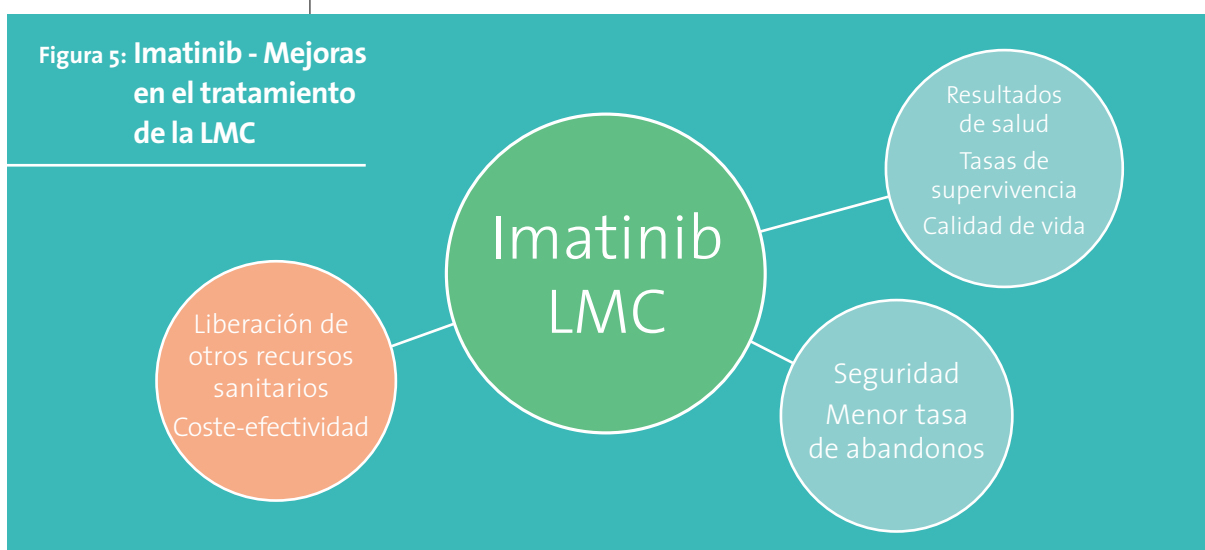 Figura 5: Imatinib - Mejoras
en el tratamiento
de la LMC
Imatinib
LMC
Resultados
de salud
Tasas de
supervivencia
Calidad de vida
Liberación de
otros recursos
sanitarios
Coste-efectividad
Seguridad
Menor tasa
de abandonos